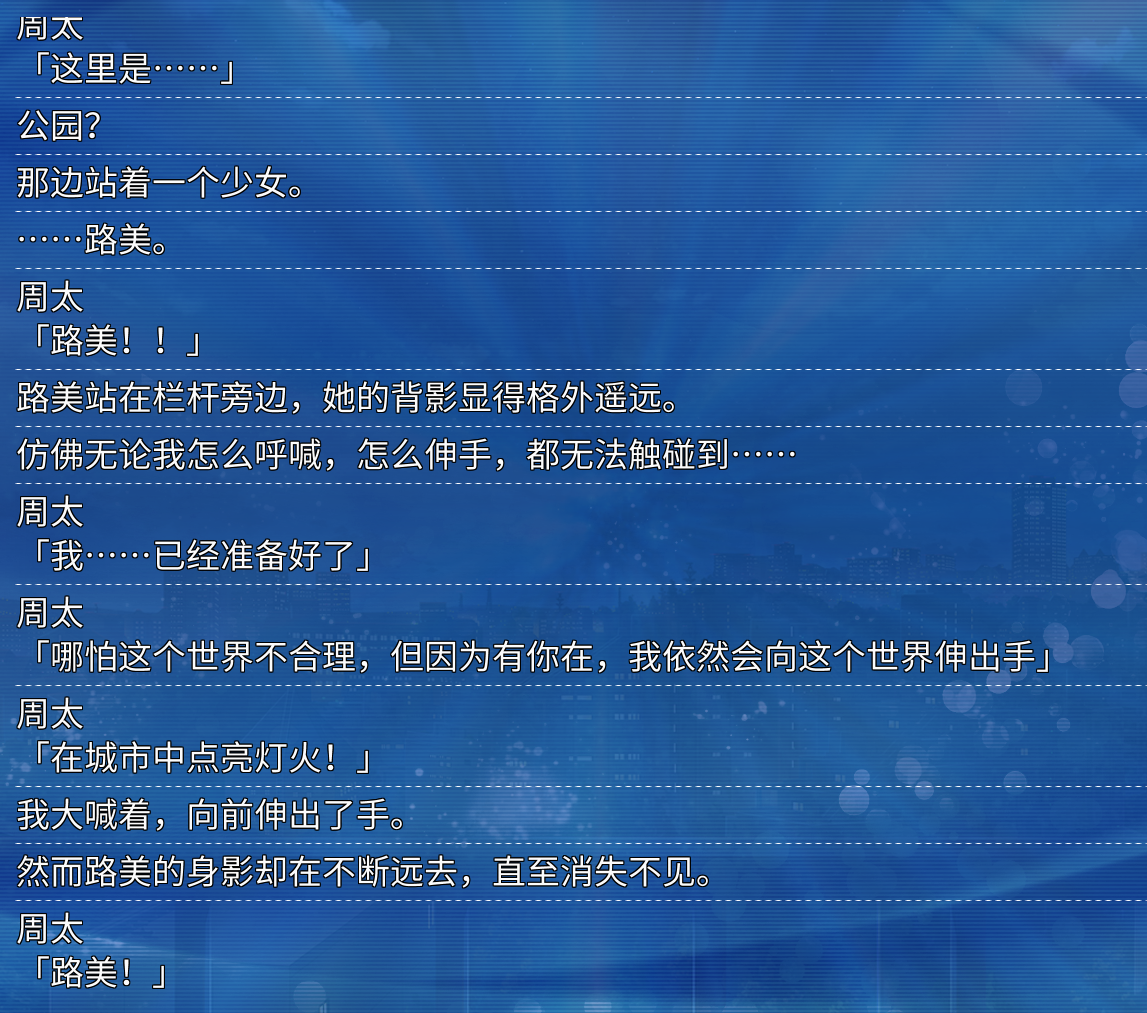 周太
「这里是……」
公园？
那边站着一个少女。
……路美。
周太
「路美！！」
路美站在栏杆旁边，她的背影显得格外遥远。
仿佛无论我怎么呼喊，怎么伸手，都无法触碰到……
周太
「我……已经准备好了」
周太
「哪怕这个世界不合理，但因为有你在，我依然会向这个世界伸出手」
周太
「在城市中点亮灯火！」
我大喊着，向前伸出了手。
然而路美的身影却在不断远去，直至消失不见。
周太
「路美！」